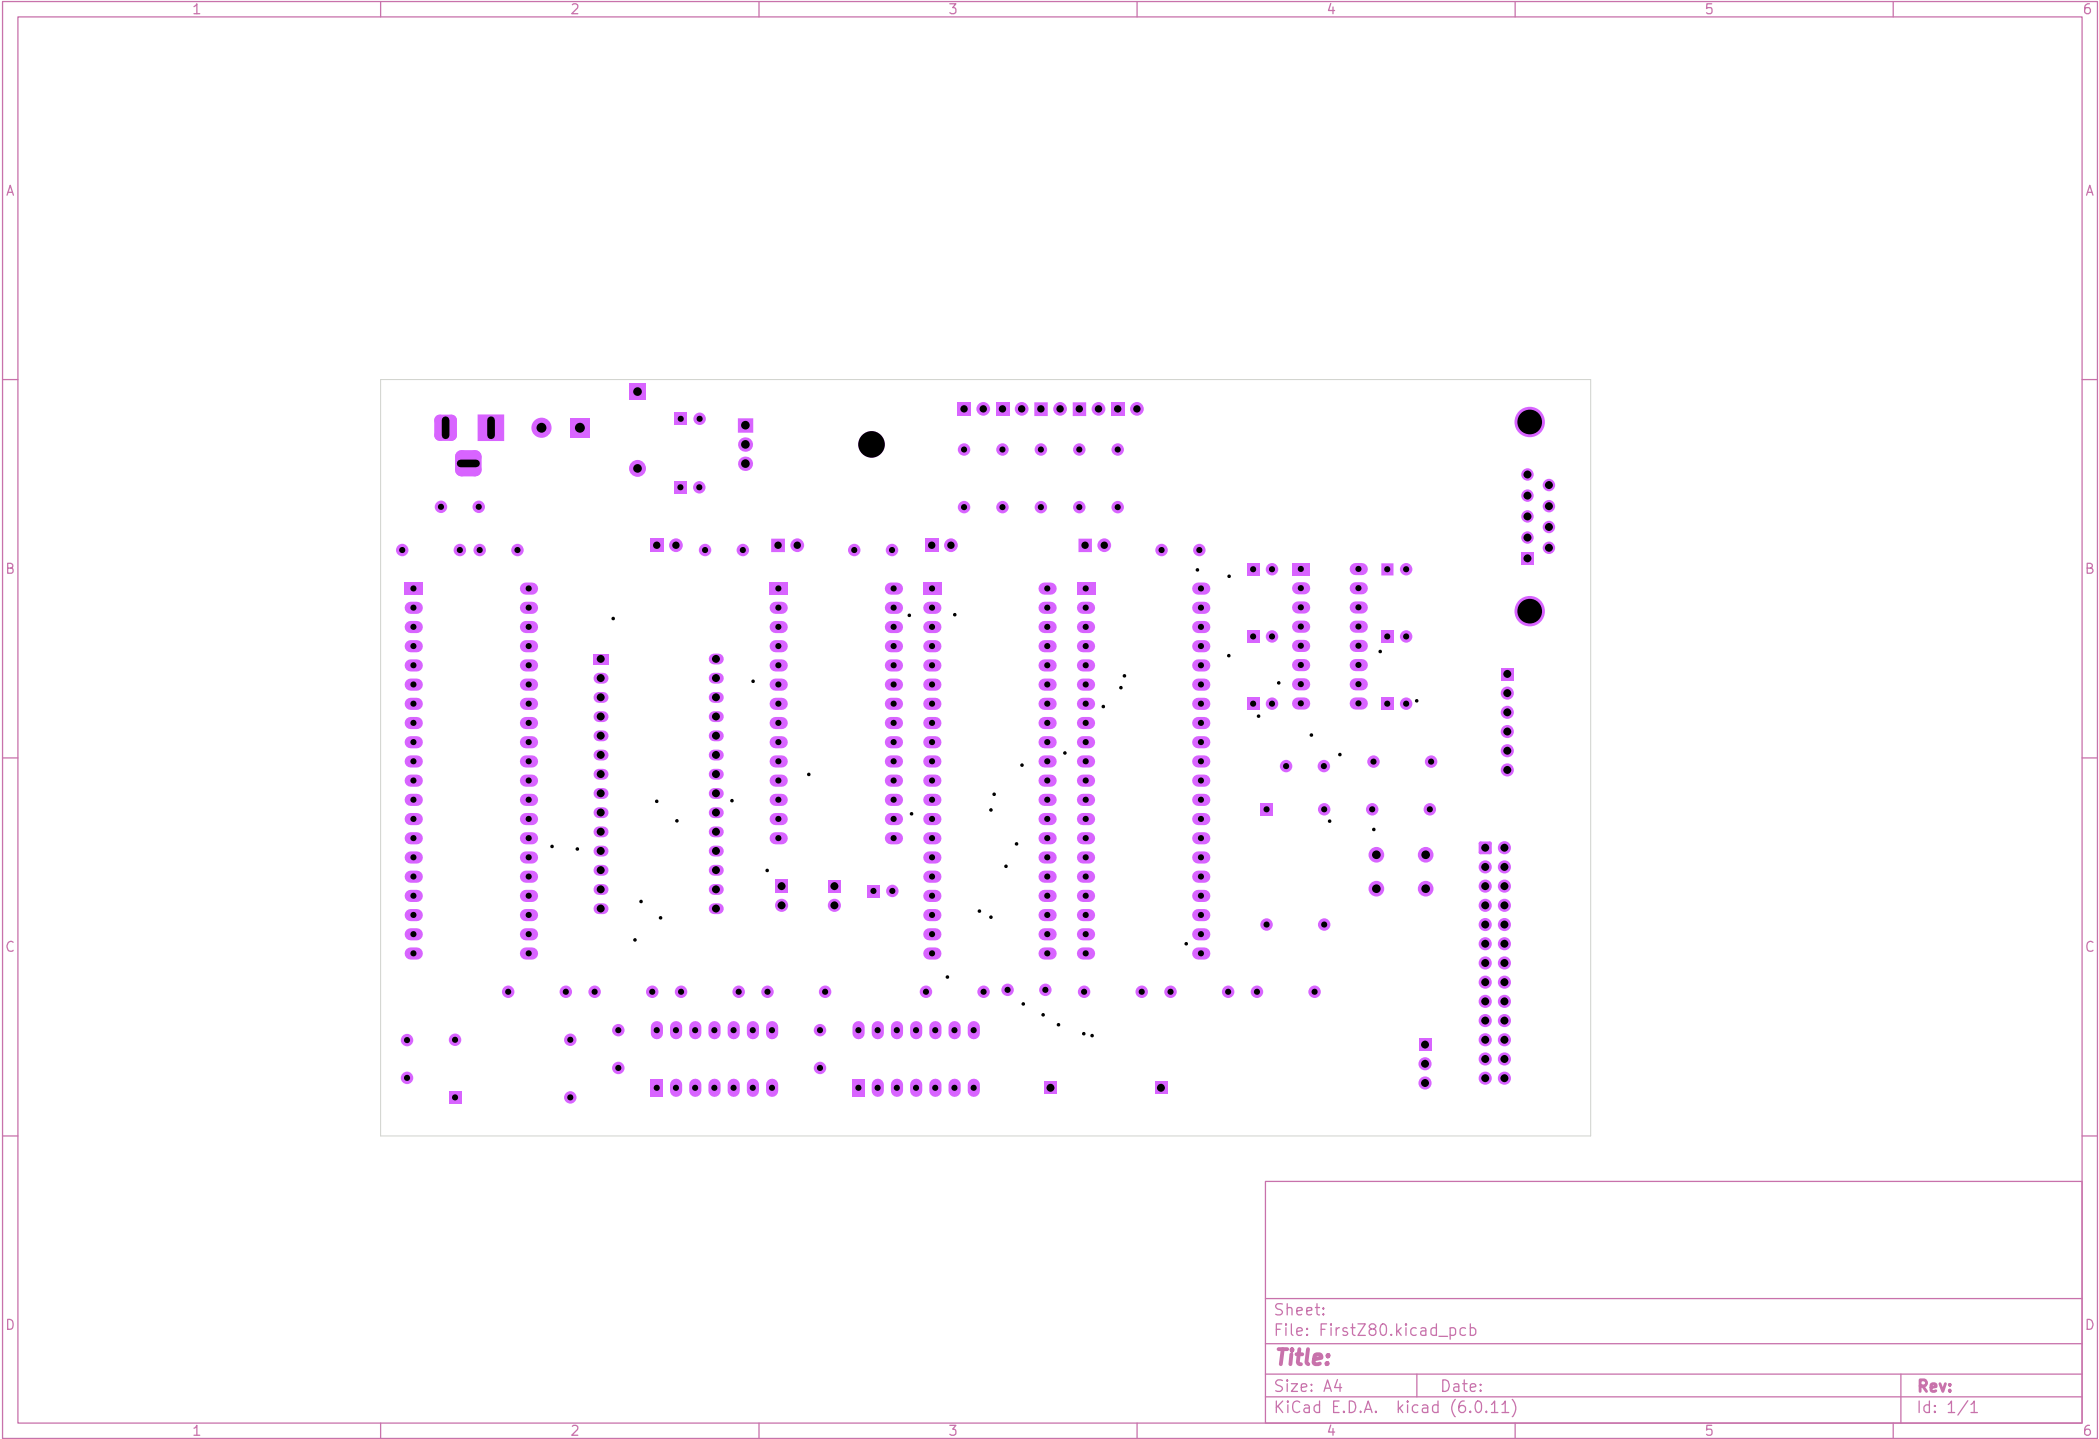 1 2 3 4 5 6
A A
B B
C C
D D
Sheet:
File: FirstZ80.kicad_pcb
Title:
Size: A4 Date: Rev:
KiCad E.D.A. kicad (6.0.11) Id: 1/1
1 2 3 4 5 6